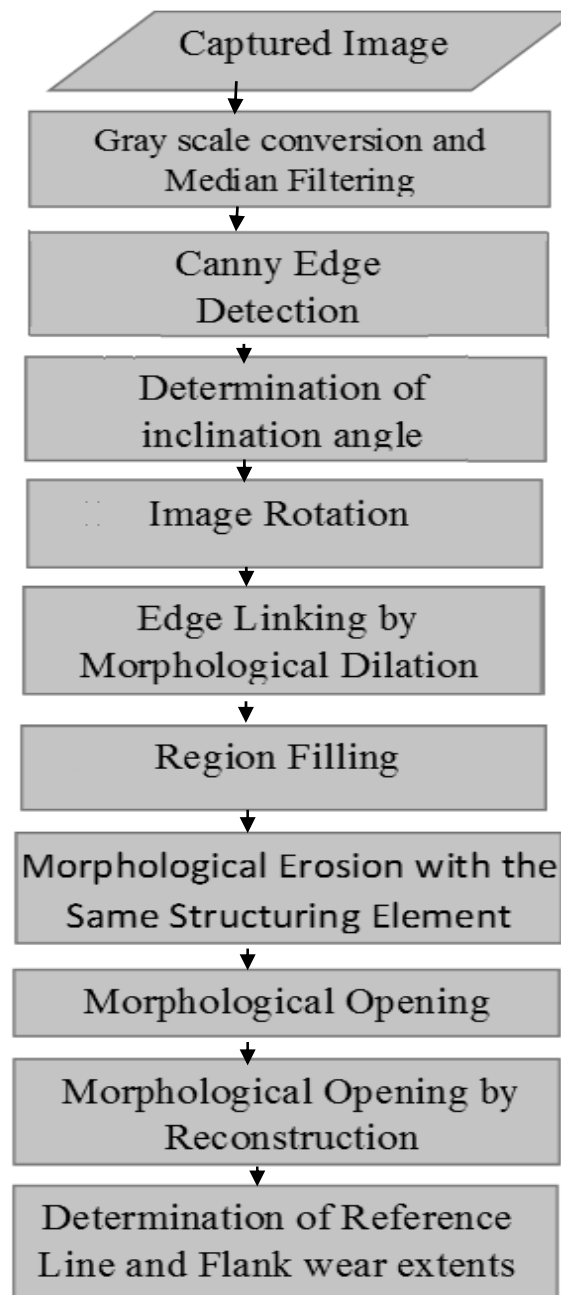 Captured Image
Gray scale conversion and
Median Filtering
Canny Edge
Detection
Determination of
inclination angle
Image Rotation
Edge Linking by
Morphological Dilation
Region Filling
Morphological Erosion with the
Same Structuring Element
Morphological Opening
Morphological Opening by
Reconstruction
Determination of Reference
Line and Flank wear extents